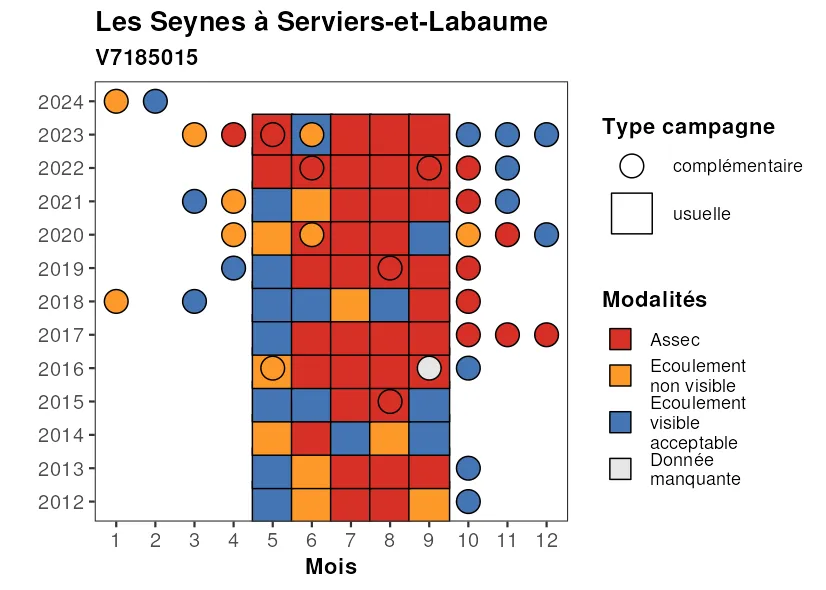 Les Seynes à Serviers-et-Labaume
V7185015
2024
2023
2022
2021
2020
2019
2018
2017
2016
2015
2014
2013
2012
1 2 3 4 5 6 7 8 9 10 11 12
Mois
Type campagne
complémentaire
usuelle
Modalités
Assec
Ecoulement
non visible
Ecoulement
visible
acceptable
Donnée
manquante